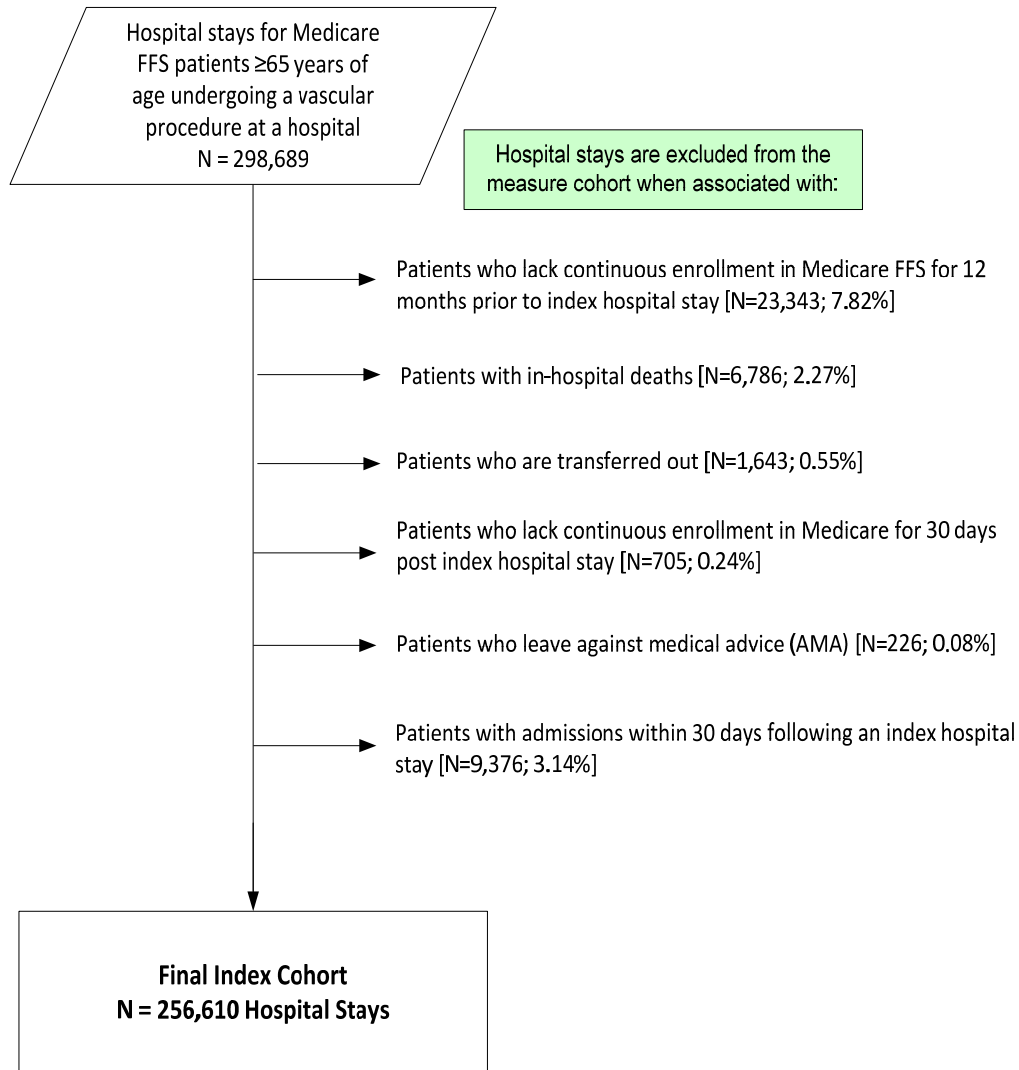 Hospital stays for Medicare
FFS patients ≥65 years of
age undergoing a vascular
procedure at a hospital
N = 298,689
Hospital stays are excluded from the
measure cohort when associated with:
Patients who lack continuous enrollment in Medicare FFS for 12
months prior to index hospital stay [N=23,343; 7.82%]
Patients with in-hospital deaths [N=6,786; 2.27%]
Patients who are transferred out [N=1,643; 0.55%]
Patients who lack continuous enrollment in Medicare for 30 days
post index hospital stay [N=705; 0.24%]
Patients who leave against medical advice (AMA) [N=226; 0.08%]
Patients with admissions within 30 days following an index hospital
stay [N=9,376; 3.14%]
Final Index Cohort
N = 256,610 Hospital Stays